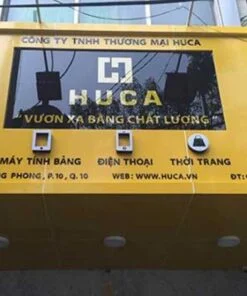 CÔNG TY TNHH THƯƠNG MẠI HUCA
HUCA
VƯƠN XA BẰNG CHẤT LƯỢNG
MÁY TÍNH BẢNG ĐIỆN THOẠI THỜI TRANG
PHONG, P.10, Q.10 WEB: WWW.HUCA.VN ĐT: